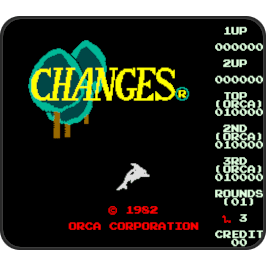 CHANGES®
© 1982
ORCA CORPORATION
1UP
000000
2UP
000000
TOP
(ORCA)
010000
2ND
(ORCA)
010000
3RD
(ORCA)
010000
ROUNDS
(01)
3
CREDIT
00